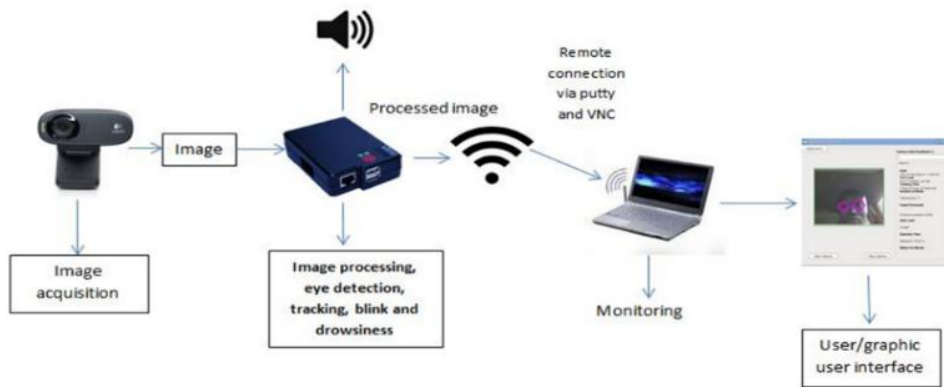 Remote
connection
via putty
and VNC
Processed image
Image
Image
acquisition
Image processing,
eye detection,
tracking, blink and
drowsiness
Monitoring
User/graphic
user interface